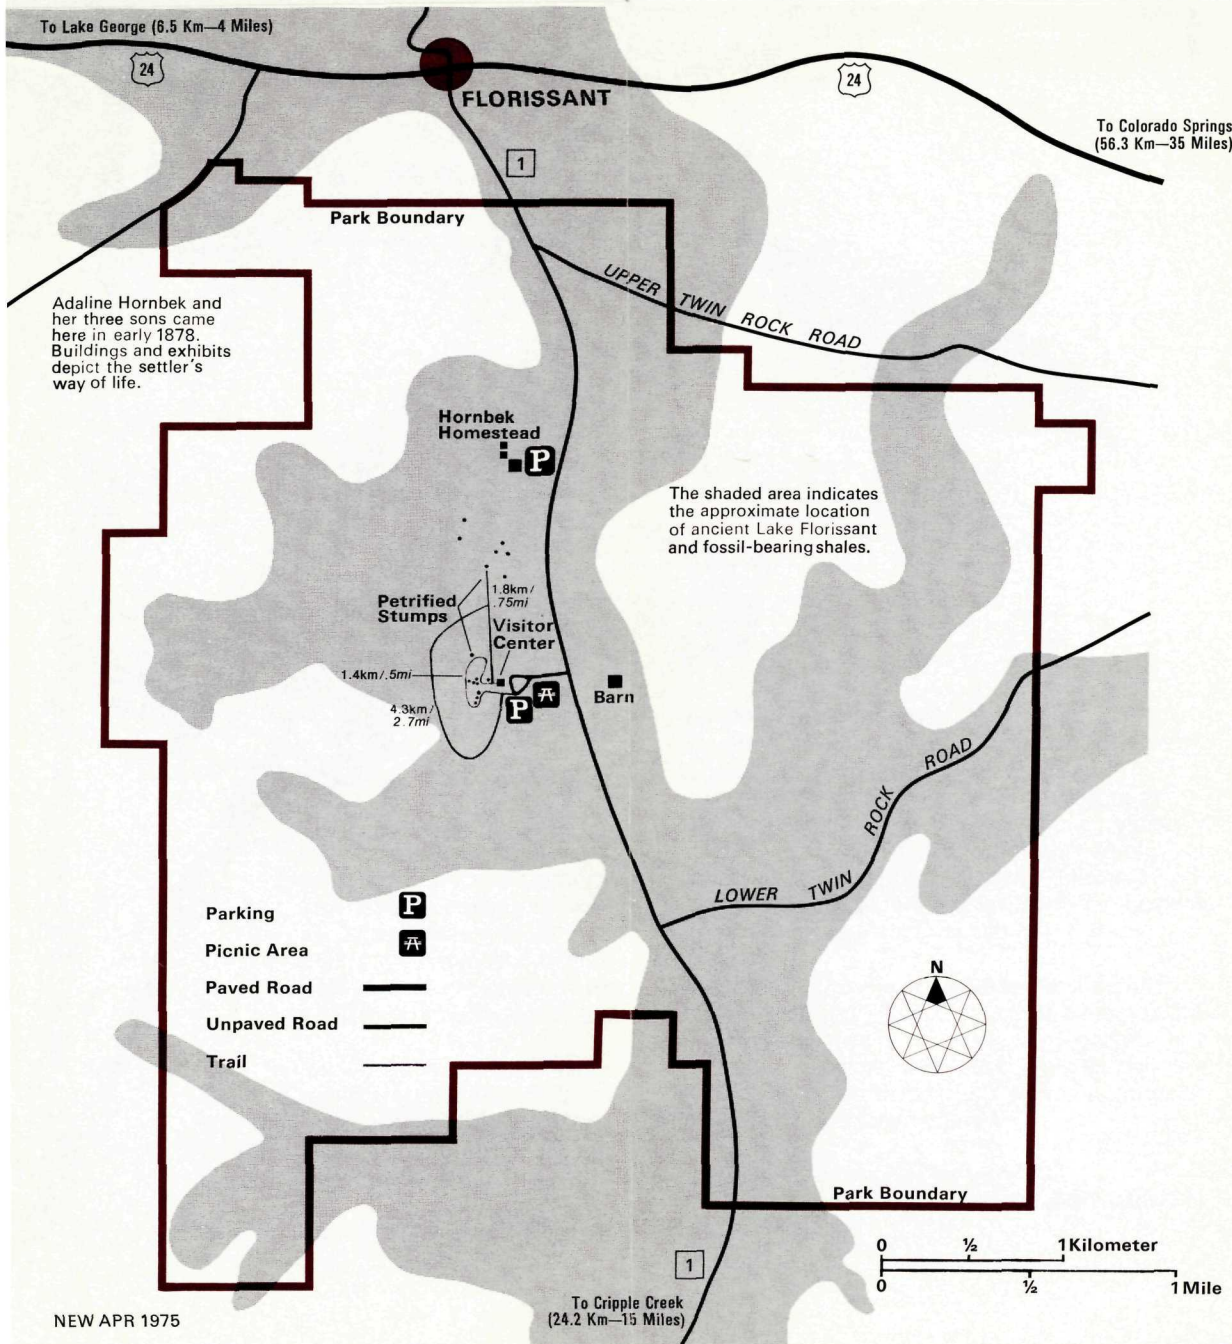 To Lake George (6.5 Km—4 Miles)
24
FLORISSANT
24
To Colorado Springs
(56.3 Km—35 Miles)
1
Park Boundary
UPPER TWIN ROCK ROAD
Adaline Hornbek and
her three sons came
here in early 1878.
Buildings and exhibits
depict the settler's
way of life.
Hornbek
Homestead
P
The shaded area indicates
the approximate location
of ancient Lake Florissant
and fossil-bearing shales.
1.8km/
.75mi
Petrified
Stumps
Visitor
Center
1.4km/.5mi
4.3km/
2.7mi
P
Barn
LOWER TWIN ROCK ROAD
Parking P
Picnic Area
Paved Road
Unpaved Road
Trail
N
Park Boundary
0 ½ 1 Kilometer
0 ½ 1 Mile
1
To Cripple Creek
(24.2 Km—15 Miles)
NEW APR 1975